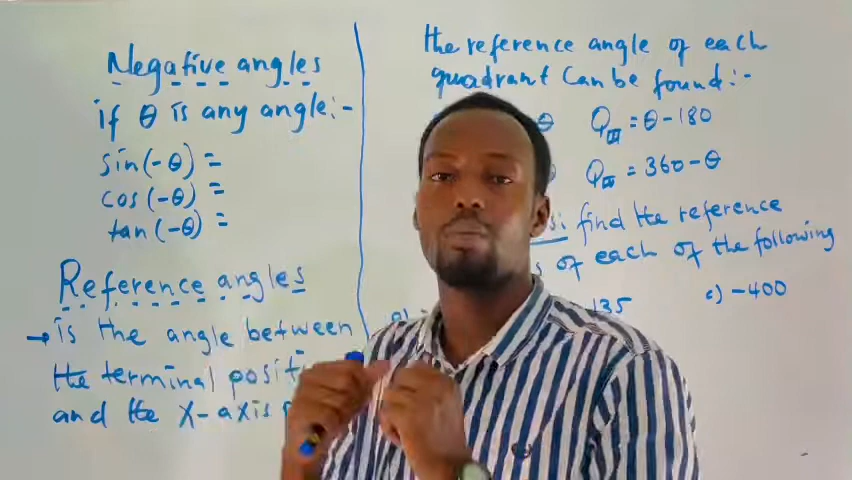 Negative angles
if θ is any angle:-
sin(-θ) =
cos(-θ) =
tan(-θ) =
Reference angles
→ is the angle between
the terminal posit
and the x-axis
the reference angle of each
quadrant can be found:-
θ QIII = θ-180
QIV = 360-θ
find the reference
of each of the following
135 c) -400